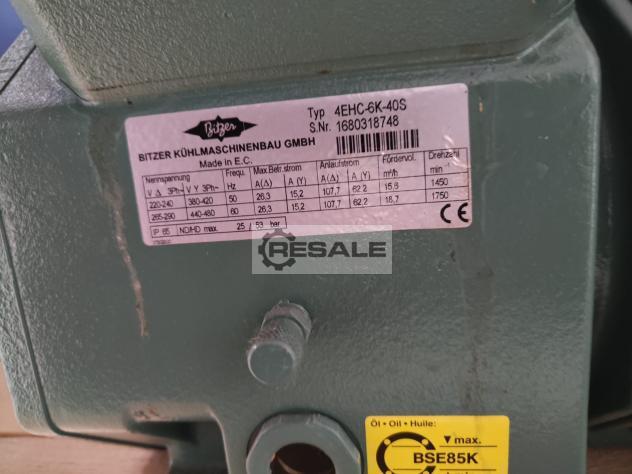 Bitzer
Typ 4EHC-6K-40S
S.Nr. 1680318748
BITZER KÜHLMASCHINENBAU GMBH
Made in E.C.
Nennspannung Frequ. Max.Betr.strom Anlaufstrom Fördervol. Drehzahl
V Δ 3Ph~ V Y 3Ph~ Hz A(Δ) A (Y) A(Δ) A (Y) m³/h min
220-240 380-420 50 26,3 15,2 107,7 62,2 15,6 1450
265-290 440-480 60 26,3 15,2 107,7 62,2 18,7 1750
IP 65 ND/HD max. 25 / 53 bar
CE
RESALE
Öl • Oil • Huile:
max.
BSE85K